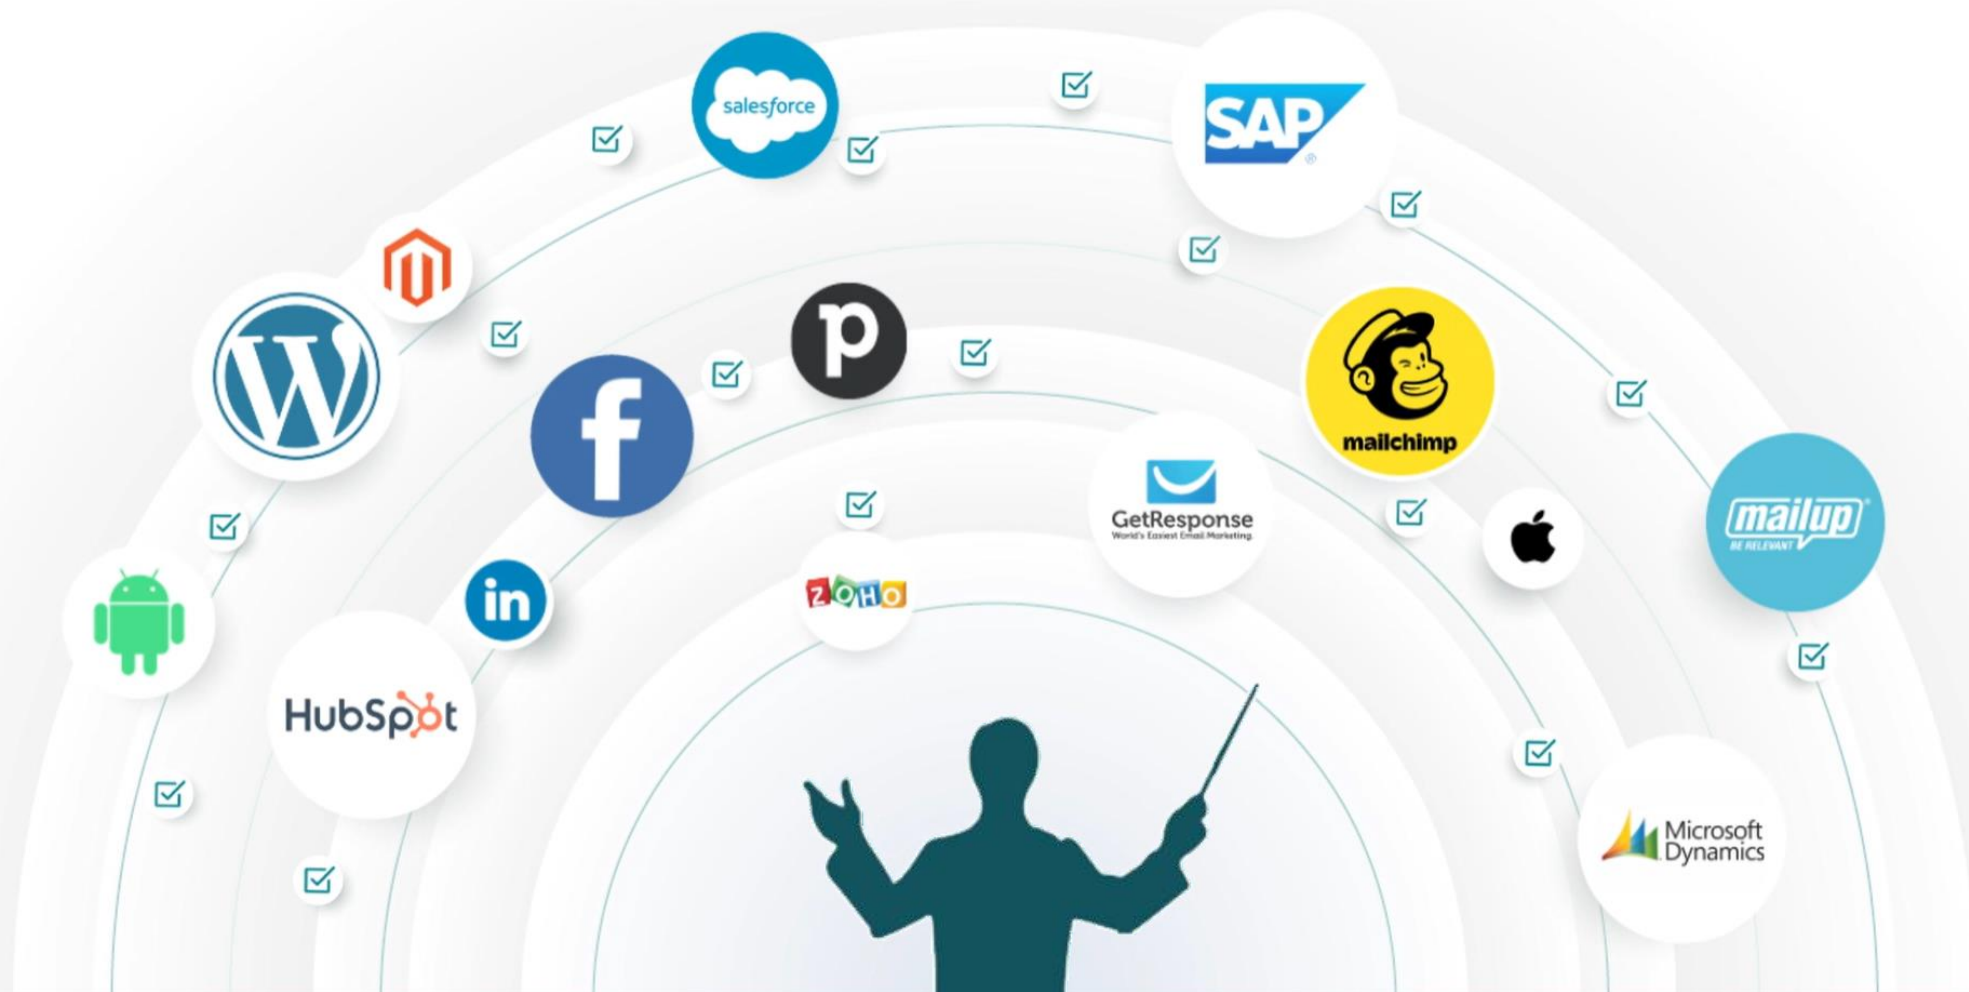 salesforce
SAP
®
W
p
f
mailchimp
GetResponse
World's Easiest Email Marketing.
mailup®
BE RELEVANT
in
ZOHO
HubSpot
Microsoft
Dynamics